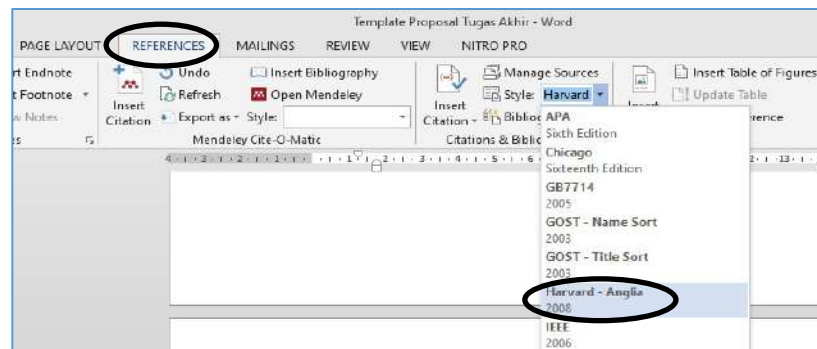 Template Proposal Tugas Akhir - Word
PAGE LAYOUT REFERENCES MAILINGS REVIEW VIEW NITRO PRO
Endnote Undo Insert Bibliography Manage Sources Insert Table of Figures
Footnote Refresh Open Mendeley Style: Harvard Update Table
Notes Insert Citation Export as Style: Insert Citation
Mendeley Cite-O-Matic Citations &
APA
Sixth Edition
Chicago
Sixteenth Edition
GB7714
2005
GOST - Name Sort
2003
GOST - Title Sort
2003
Harvard - Anglia
2008
IEEE
2006